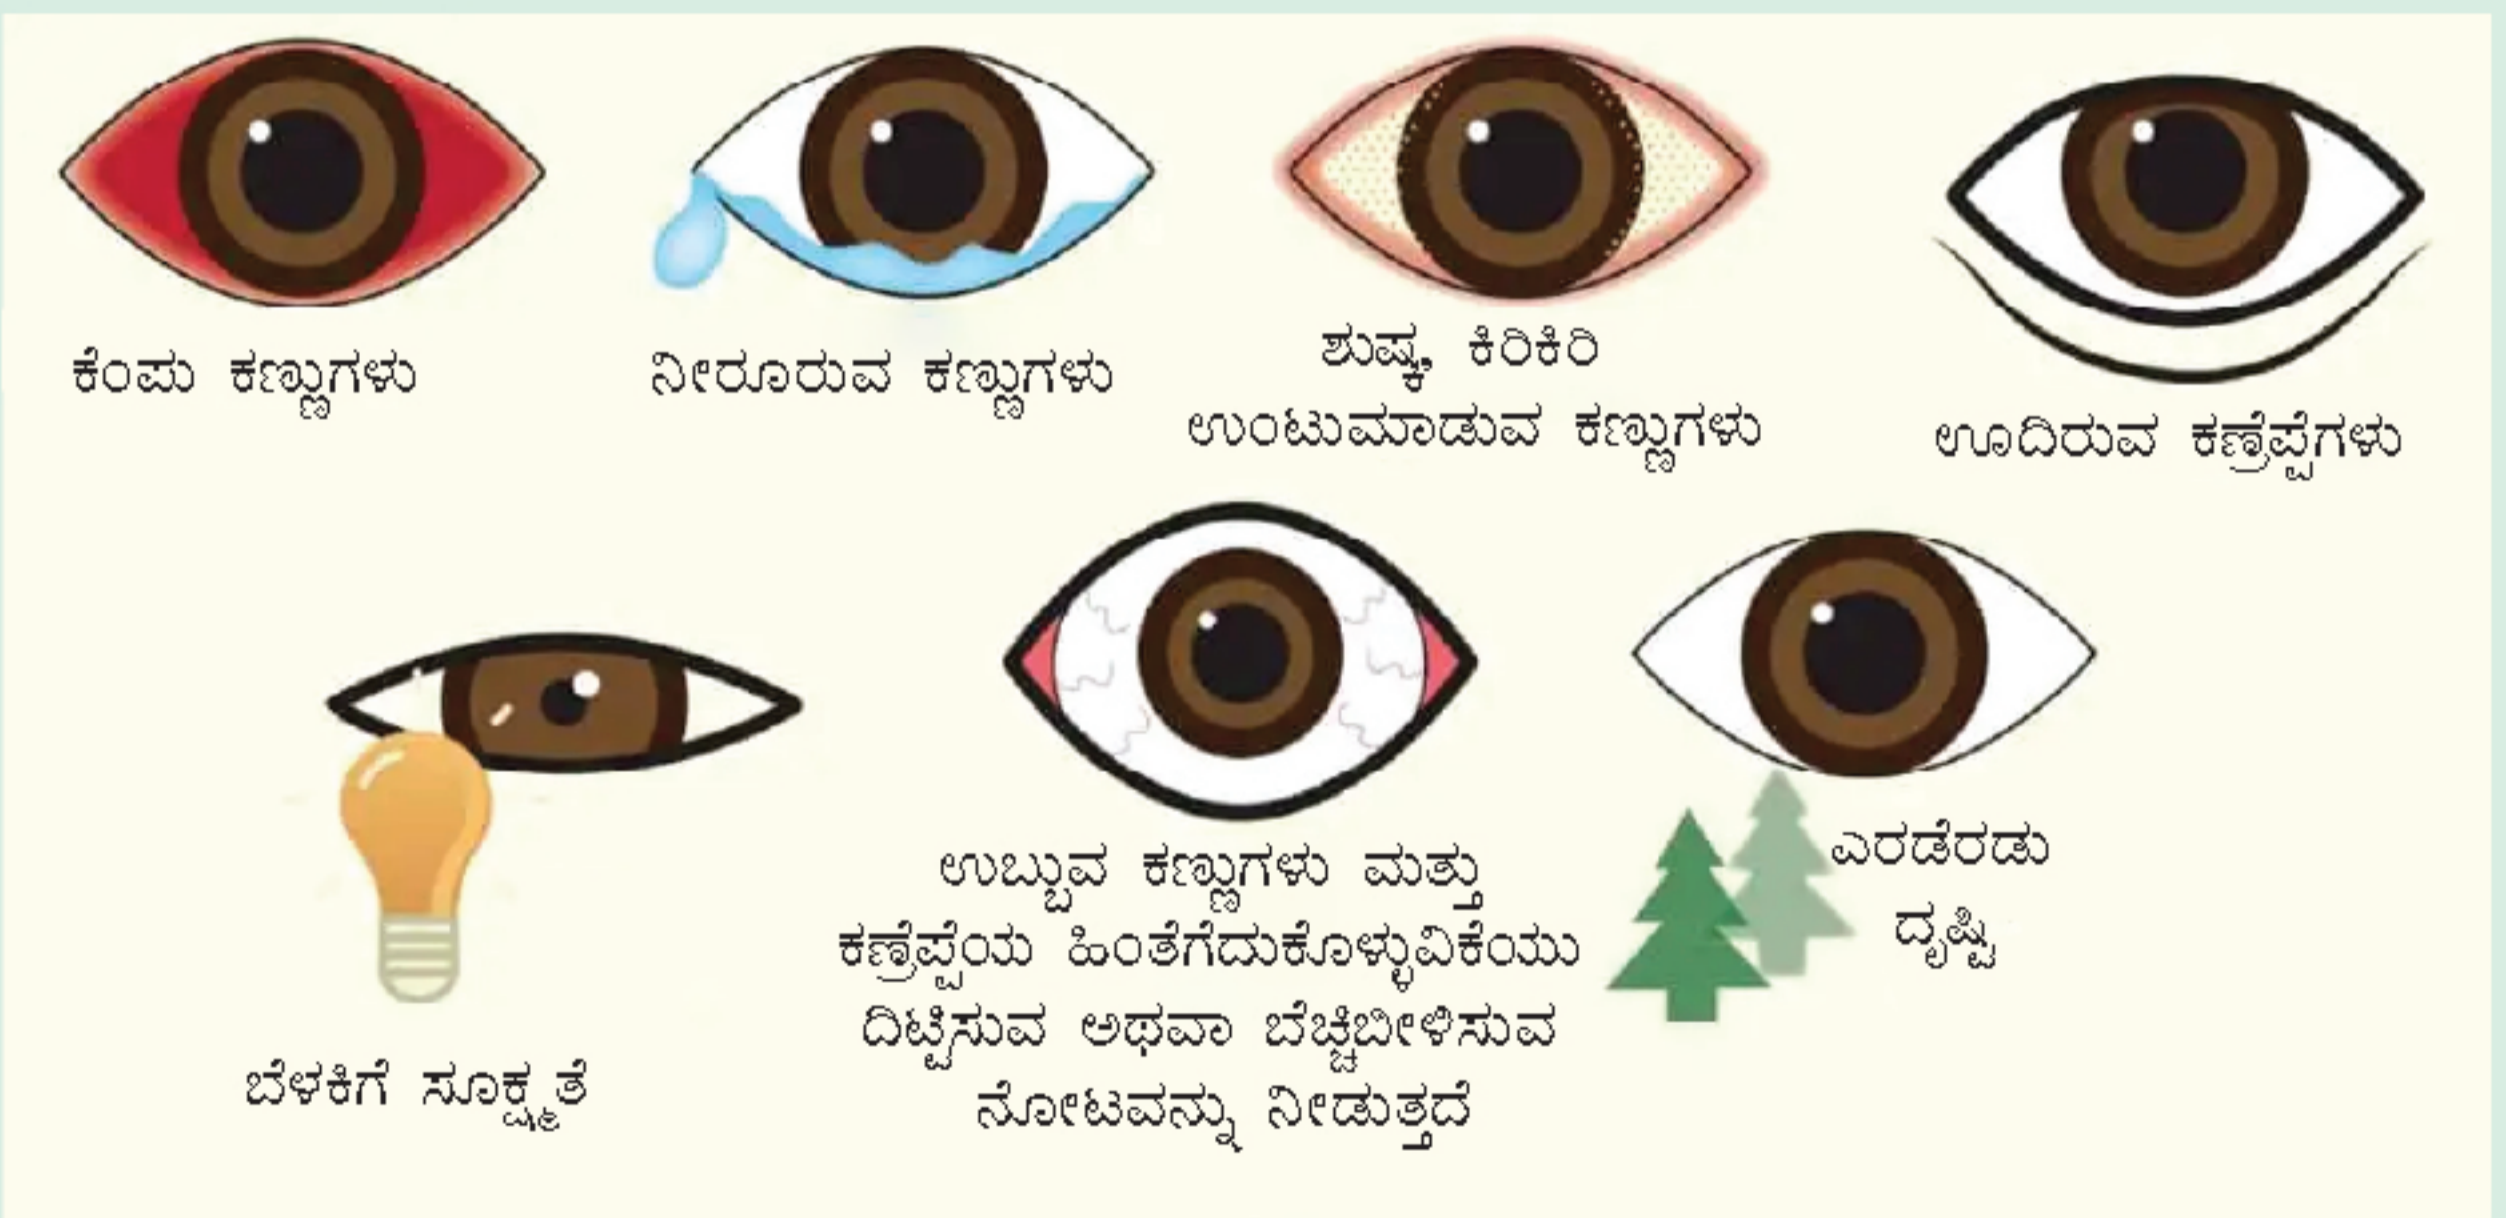 ಕೆಂಪು ಕಣ್ಣುಗಳು
ನೀರೂರುವ ಕಣ್ಣುಗಳು
ಶುಷ್ಕ, ಕಿರಿಕಿರಿ
ಉಂಟುಮಾಡುವ ಕಣ್ಣುಗಳು
ಊದಿರುವ ಕಣ್ರೆಪ್ಪೆಗಳು
ಬೆಳಕಿಗೆ ಸೂಕ್ಷ್ಮತೆ
ಉಬ್ಬುವ ಕಣ್ಣುಗಳು ಮತ್ತು
ಕಣ್ರೆಪ್ಪೆಯ ಹಿಂತೆಗೆದುಕೊಳ್ಳುವಿಕೆಯು
ದಿಟ್ಟಿಸುವ ಅಥವಾ ಬೆಚ್ಚಿಬೀಳಿಸುವ
ನೋಟವನ್ನು ನೀಡುತ್ತದೆ
ಎರಡೆರಡು
ದೃಷ್ಟಿ